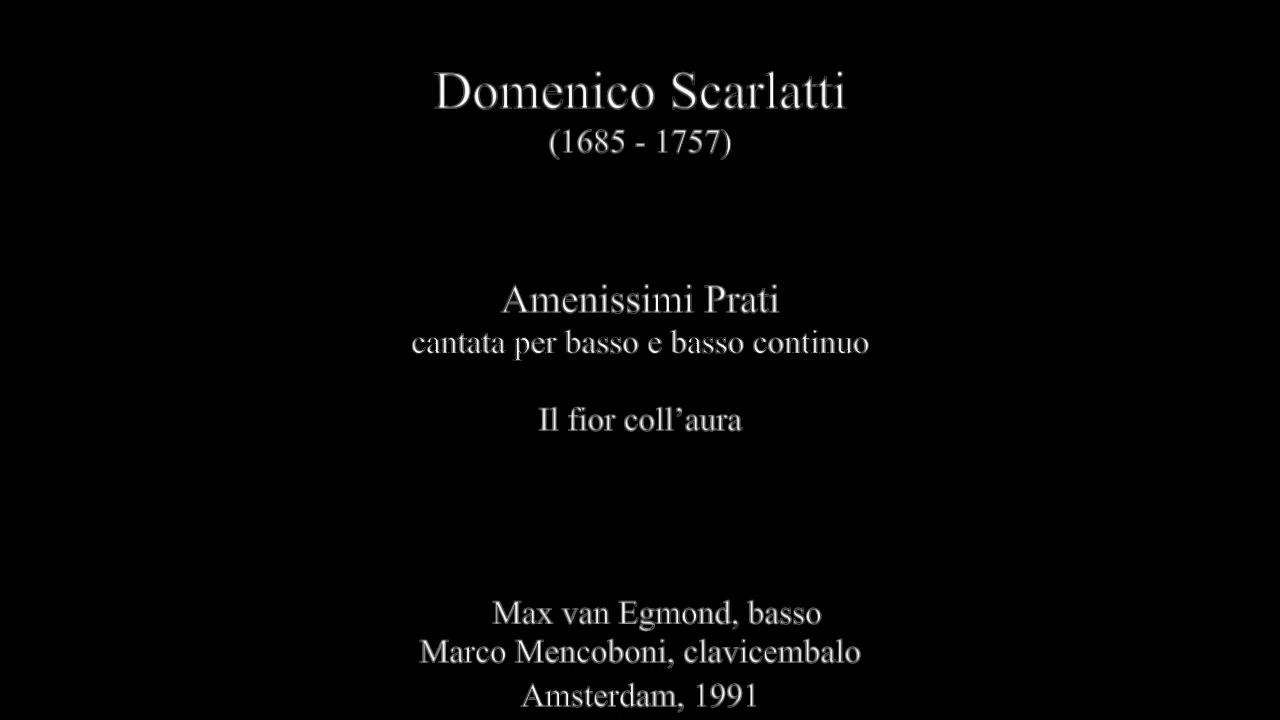 Domenico Scarlatti
(1685 - 1757)
Amenissimi Prati
cantata per basso e basso continuo
Il fior coll’aura
Max van Egmond, basso
Marco Mencoboni, clavicembalo
Amsterdam, 1991